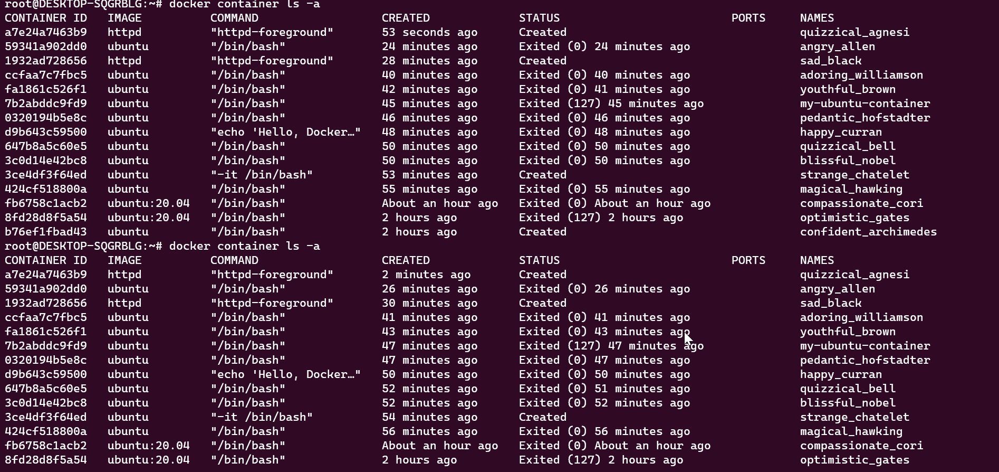 root@DESKTOP-SQGRBLG:~# docker container ls -a
CONTAINER ID   IMAGE          COMMAND                  CREATED             STATUS                         PORTS     NAMES
a7e24a7463b9   httpd          "httpd-foreground"       53 seconds ago      Created                                  quizzical_agnesi
59341a902dd0   ubuntu         "/bin/bash"              24 minutes ago      Exited (0) 24 minutes ago                angry_allen
1932ad728656   httpd          "httpd-foreground"       28 minutes ago      Created                                  sad_black
ccfaa7c7fbc5   ubuntu         "/bin/bash"              40 minutes ago      Exited (0) 40 minutes ago                adoring_williamson
fa1861c526f1   ubuntu         "/bin/bash"              42 minutes ago      Exited (0) 41 minutes ago                youthful_brown
7b2abddc9fd9   ubuntu         "/bin/bash"              45 minutes ago      Exited (127) 45 minutes ago              my-ubuntu-container
0320194b5e8c   ubuntu         "/bin/bash"              46 minutes ago      Exited (0) 46 minutes ago                pedantic_hofstadter
d9b643c59500   ubuntu         "echo 'Hello, Docker…"   48 minutes ago      Exited (0) 48 minutes ago                happy_curran
647b8a5c60e5   ubuntu         "/bin/bash"              50 minutes ago      Exited (0) 50 minutes ago                quizzical_bell
3c0d14e42bc8   ubuntu         "/bin/bash"              50 minutes ago      Exited (0) 50 minutes ago                blissful_nobel
3ce4df3f64ed   ubuntu         "-it /bin/bash"          53 minutes ago      Created                                  strange_chatelet
424cf518800a   ubuntu         "/bin/bash"              55 minutes ago      Exited (0) 55 minutes ago                magical_hawking
fb6758c1acb2   ubuntu:20.04   "/bin/bash"              About an hour ago   Exited (0) About an hour ago             compassionate_cori
8fd28d8f5a54   ubuntu:20.04   "/bin/bash"              2 hours ago         Exited (127) 2 hours ago                 optimistic_gates
b76ef1fbad43   ubuntu         "/bin/bash"              2 hours ago         Created                                  confident_archimedes
root@DESKTOP-SQGRBLG:~# docker container ls -a
CONTAINER ID   IMAGE          COMMAND                  CREATED             STATUS                         PORTS     NAMES
a7e24a7463b9   httpd          "httpd-foreground"       2 minutes ago       Created                                  quizzical_agnesi
59341a902dd0   ubuntu         "/bin/bash"              26 minutes ago      Exited (0) 26 minutes ago                angry_allen
1932ad728656   httpd          "httpd-foreground"       30 minutes ago      Created                                  sad_black
ccfaa7c7fbc5   ubuntu         "/bin/bash"              41 minutes ago      Exited (0) 41 minutes ago                adoring_williamson
fa1861c526f1   ubuntu         "/bin/bash"              43 minutes ago      Exited (0) 43 minutes ago                youthful_brown
7b2abddc9fd9   ubuntu         "/bin/bash"              47 minutes ago      Exited (127) 47 minutes ago              my-ubuntu-container
0320194b5e8c   ubuntu         "/bin/bash"              47 minutes ago      Exited (0) 47 minutes ago                pedantic_hofstadter
d9b643c59500   ubuntu         "echo 'Hello, Docker…"   50 minutes ago      Exited (0) 50 minutes ago                happy_curran
647b8a5c60e5   ubuntu         "/bin/bash"              52 minutes ago      Exited (0) 51 minutes ago                quizzical_bell
3c0d14e42bc8   ubuntu         "/bin/bash"              52 minutes ago      Exited (0) 52 minutes ago                blissful_nobel
3ce4df3f64ed   ubuntu         "-it /bin/bash"          54 minutes ago      Created                                  strange_chatelet
424cf518800a   ubuntu         "/bin/bash"              56 minutes ago      Exited (0) 56 minutes ago                magical_hawking
fb6758c1acb2   ubuntu:20.04   "/bin/bash"              About an hour ago   Exited (0) About an hour ago             compassionate_cori
8fd28d8f5a54   ubuntu:20.04   "/bin/bash"              2 hours ago         Exited (127) 2 hours ago                 optimistic_gates